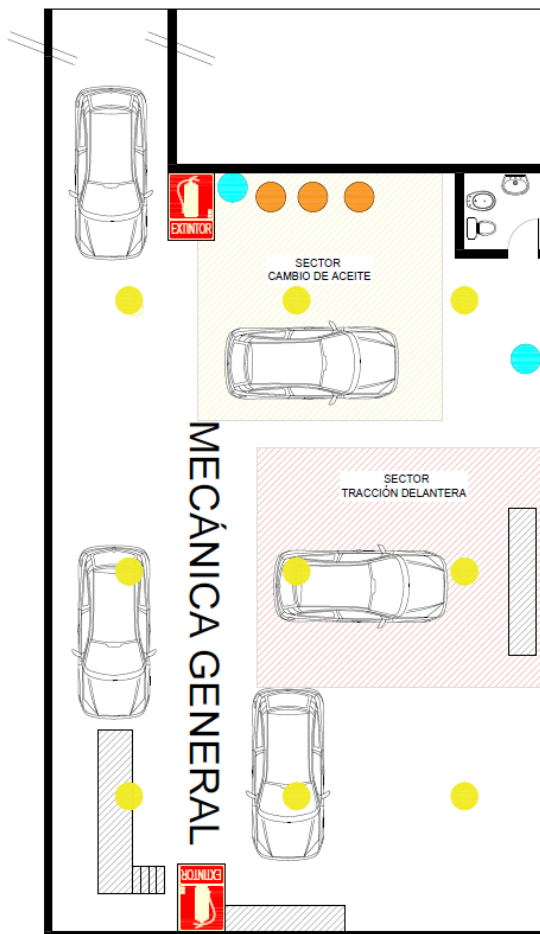 EXTINTOR
SECTOR
CAMBIO DE ACEITE
MECÁNICA GENERAL
SECTOR
TRACCIÓN DELANTERA
EXTINTOR